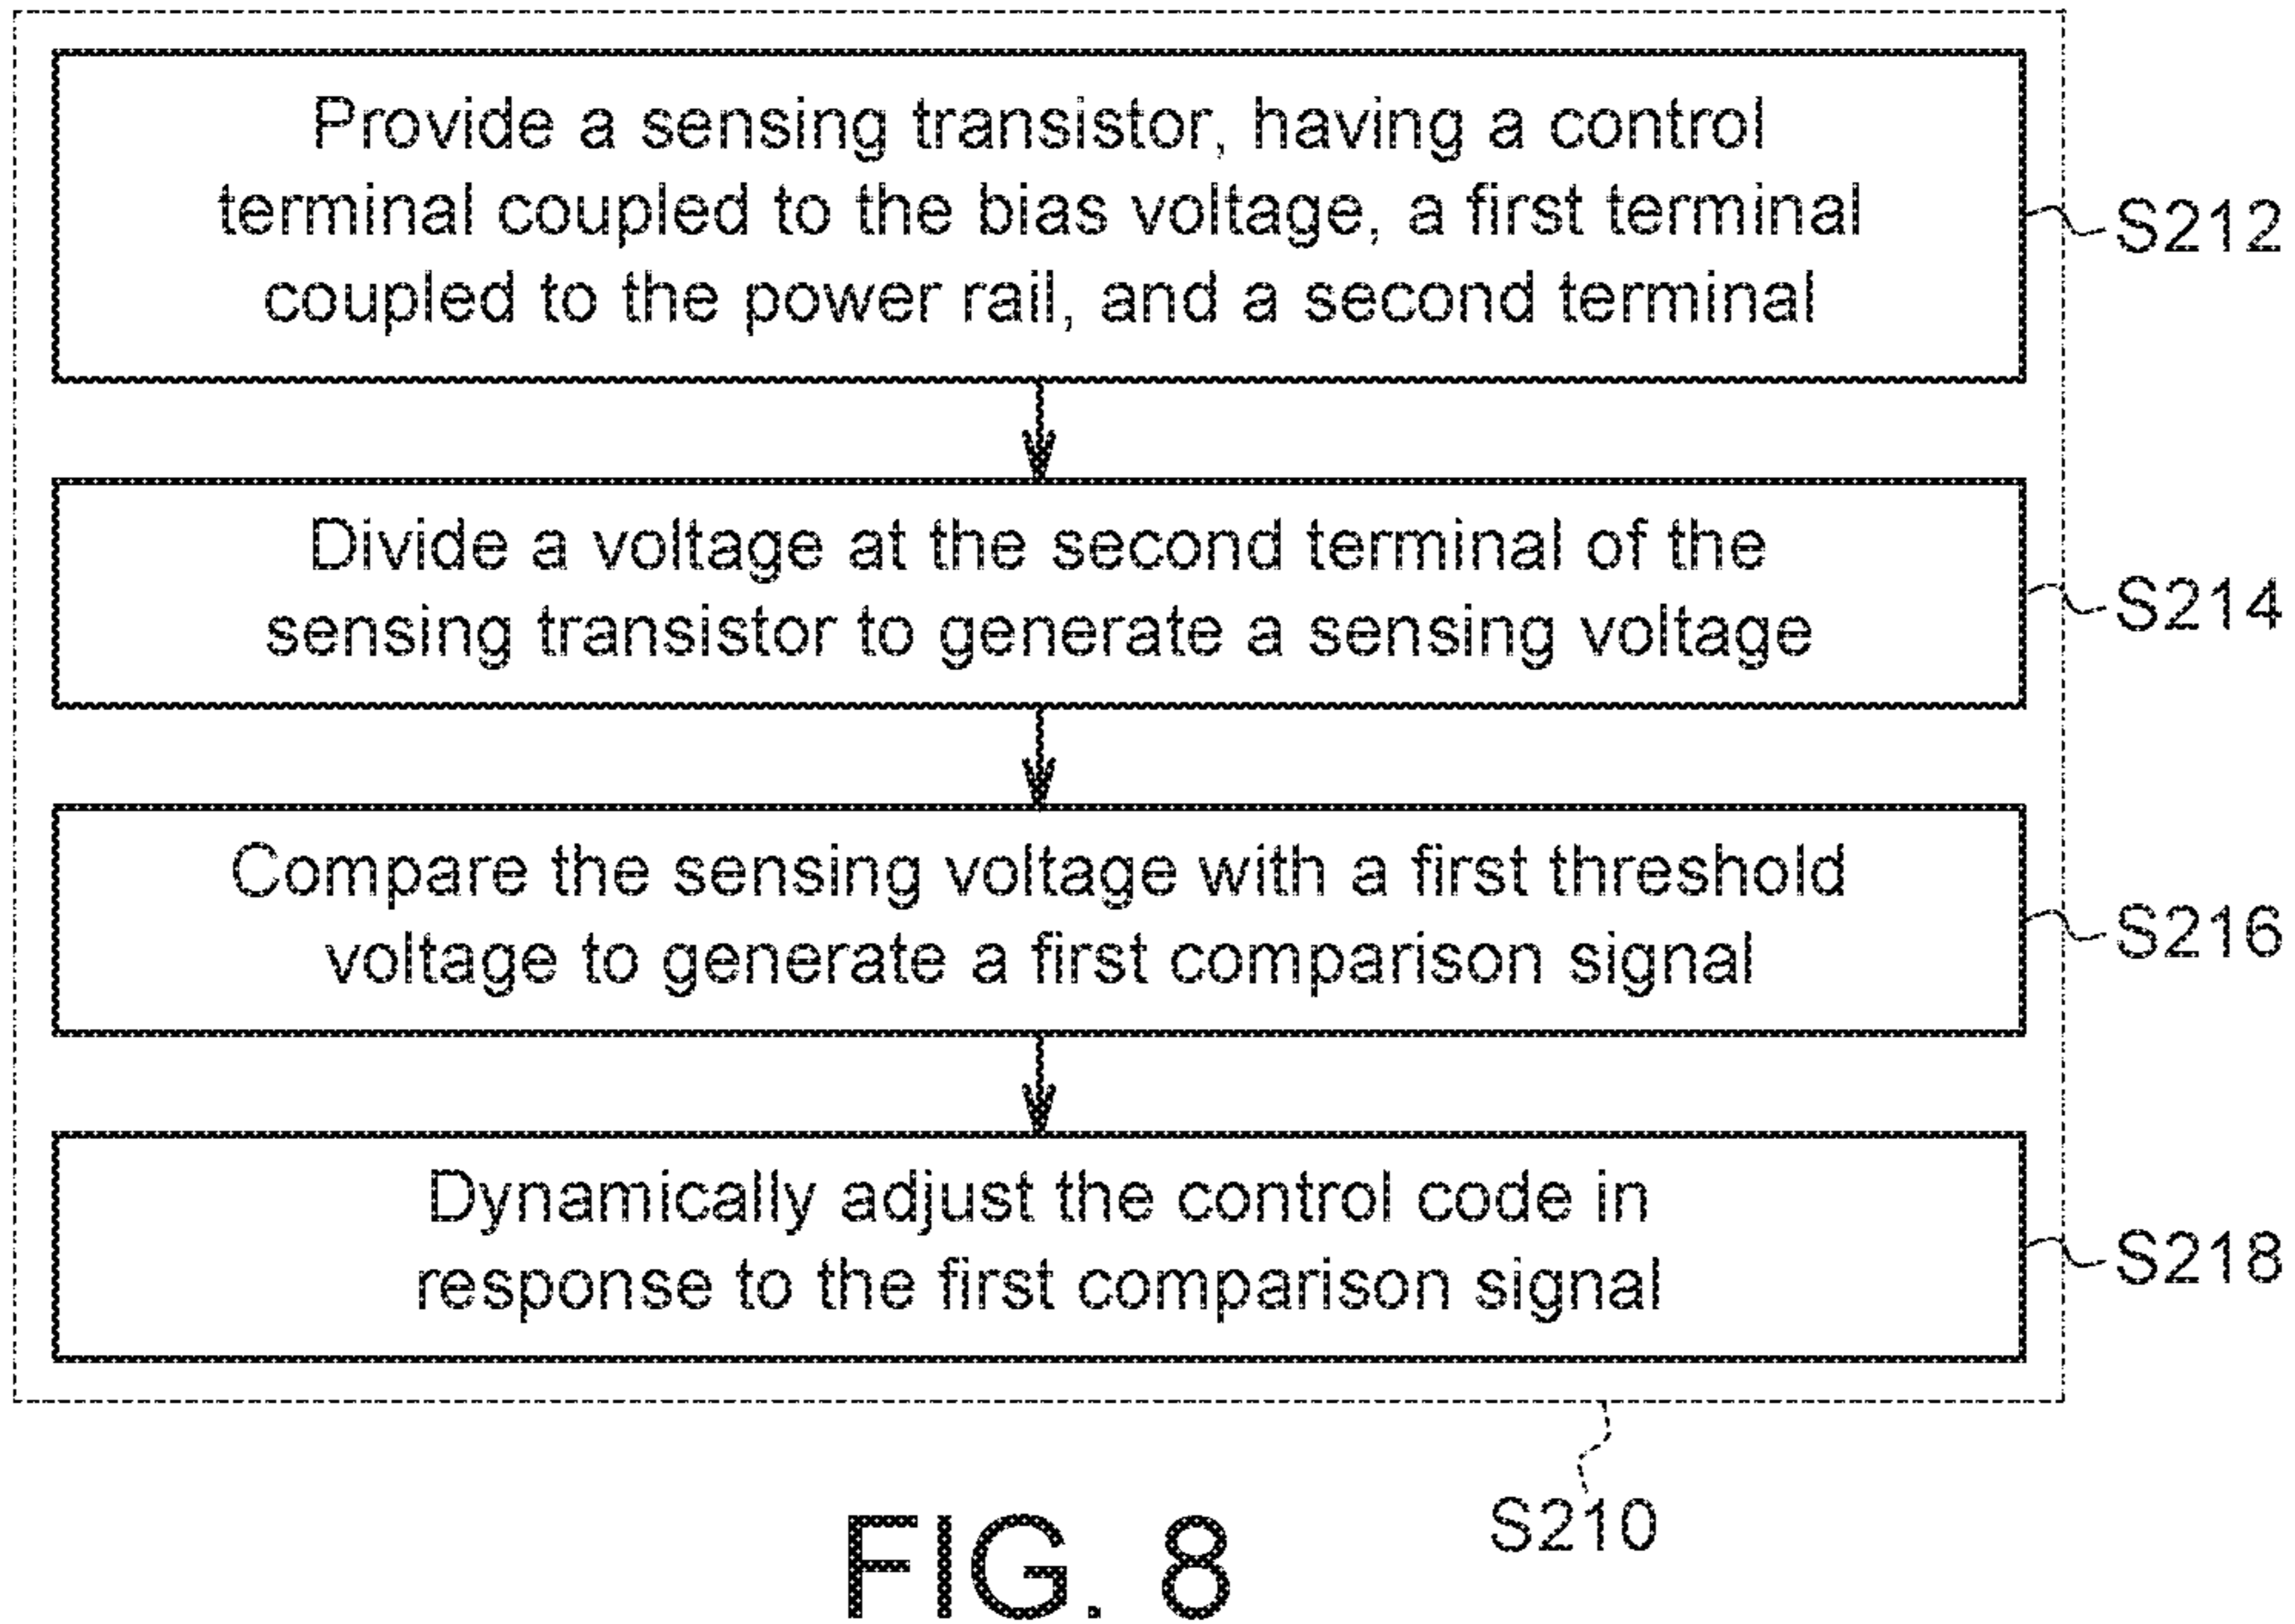 Provide a sensing transistor, having a control
terminal coupled to the bias voltage, a first terminal
coupled to the power rail, and a second terminal
S212
Divide a voltage at the second terminal of the
sensing transistor to generate a sensing voltage
S214
Compare the sensing voltage with a first threshold
voltage to generate a first comparison signal
S216
Dynamically adjust the control code in
response to the first comparison signal
S218
S210
FIG. 8